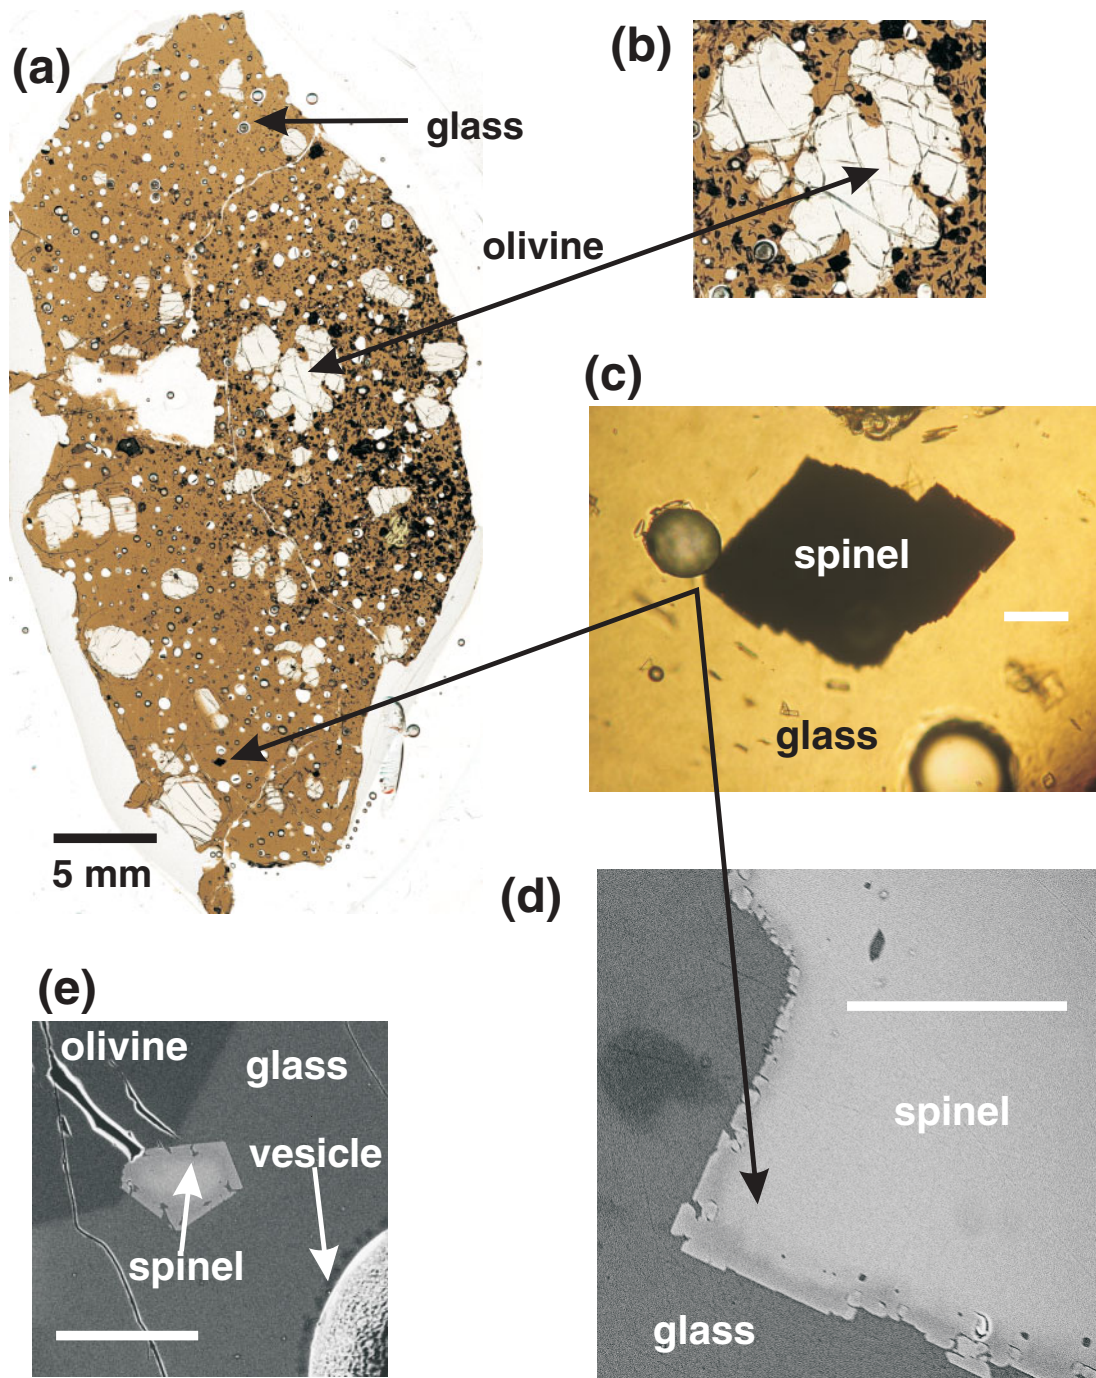 (a)
glass
(b)
olivine
5 mm
(c)
spinel
glass
(d)
spinel
glass
(e)
olivine
glass
vesicle
spinel